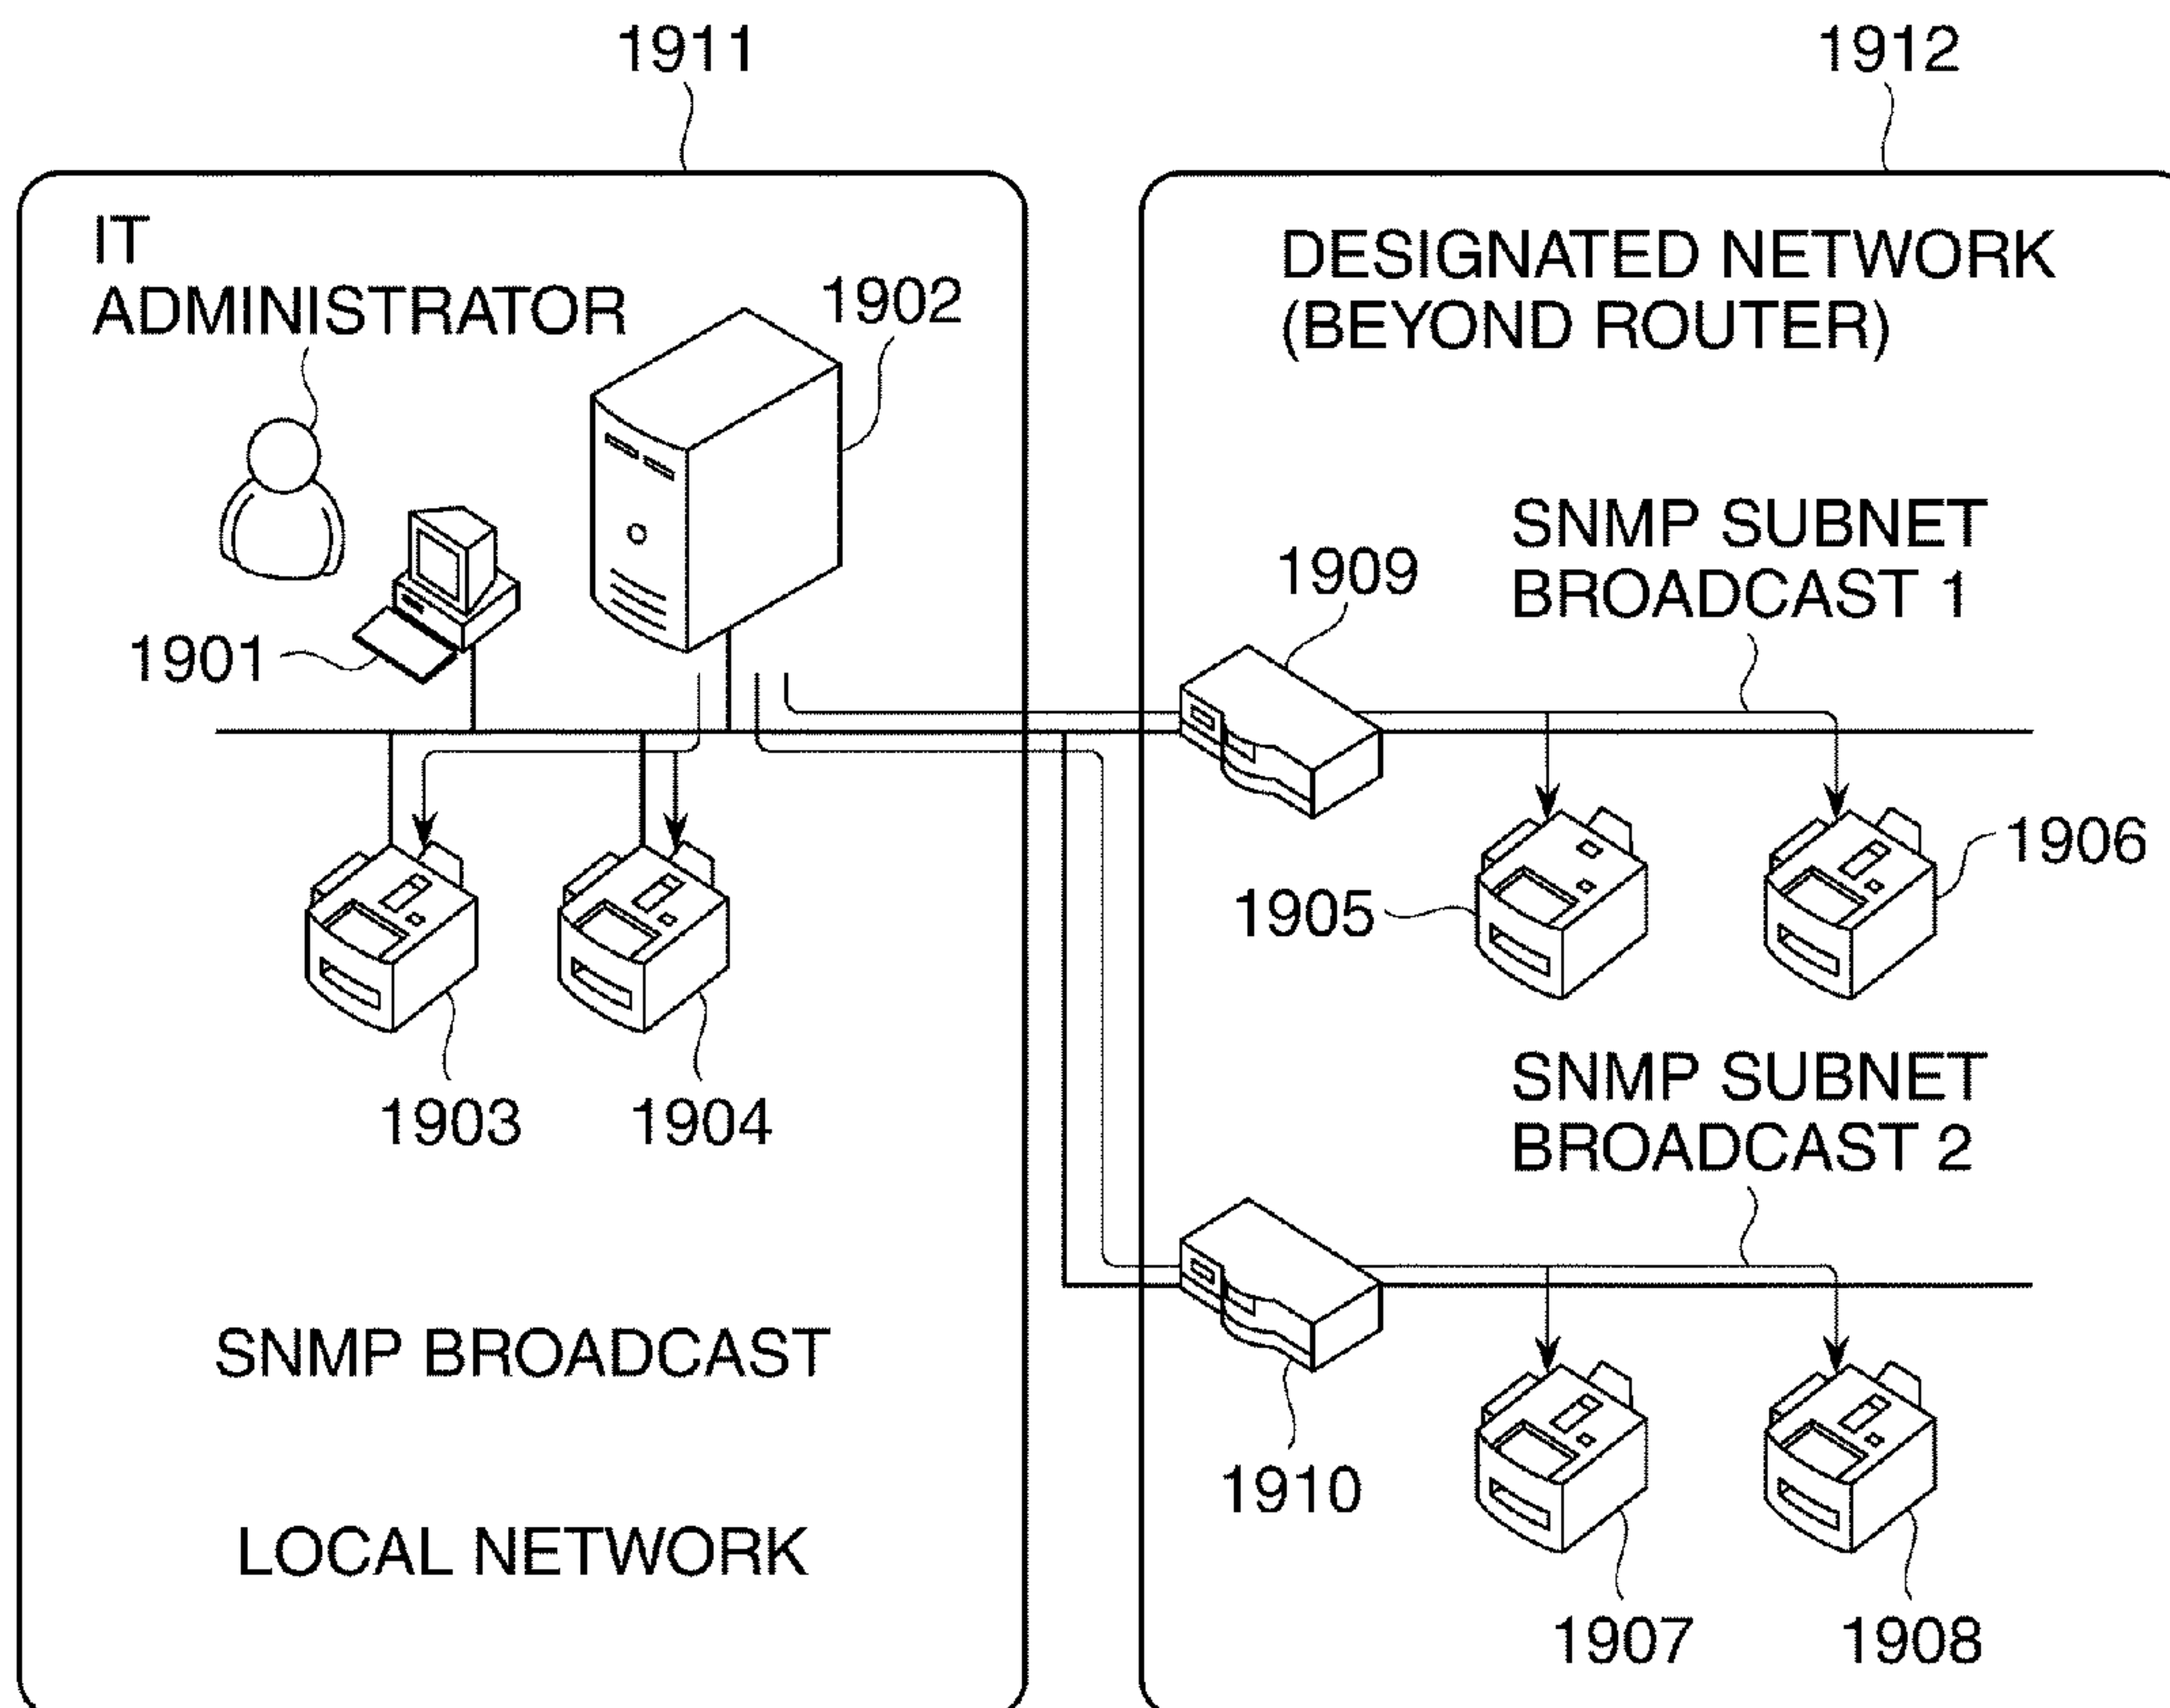 1911
1912
IT
ADMINISTRATOR
1902
1901
1903
1904
SNMP BROADCAST
LOCAL NETWORK
DESIGNATED NETWORK
(BEYOND ROUTER)
SNMP SUBNET
BROADCAST 1
1909
1905
1906
SNMP SUBNET
BROADCAST 2
1910
1907
1908